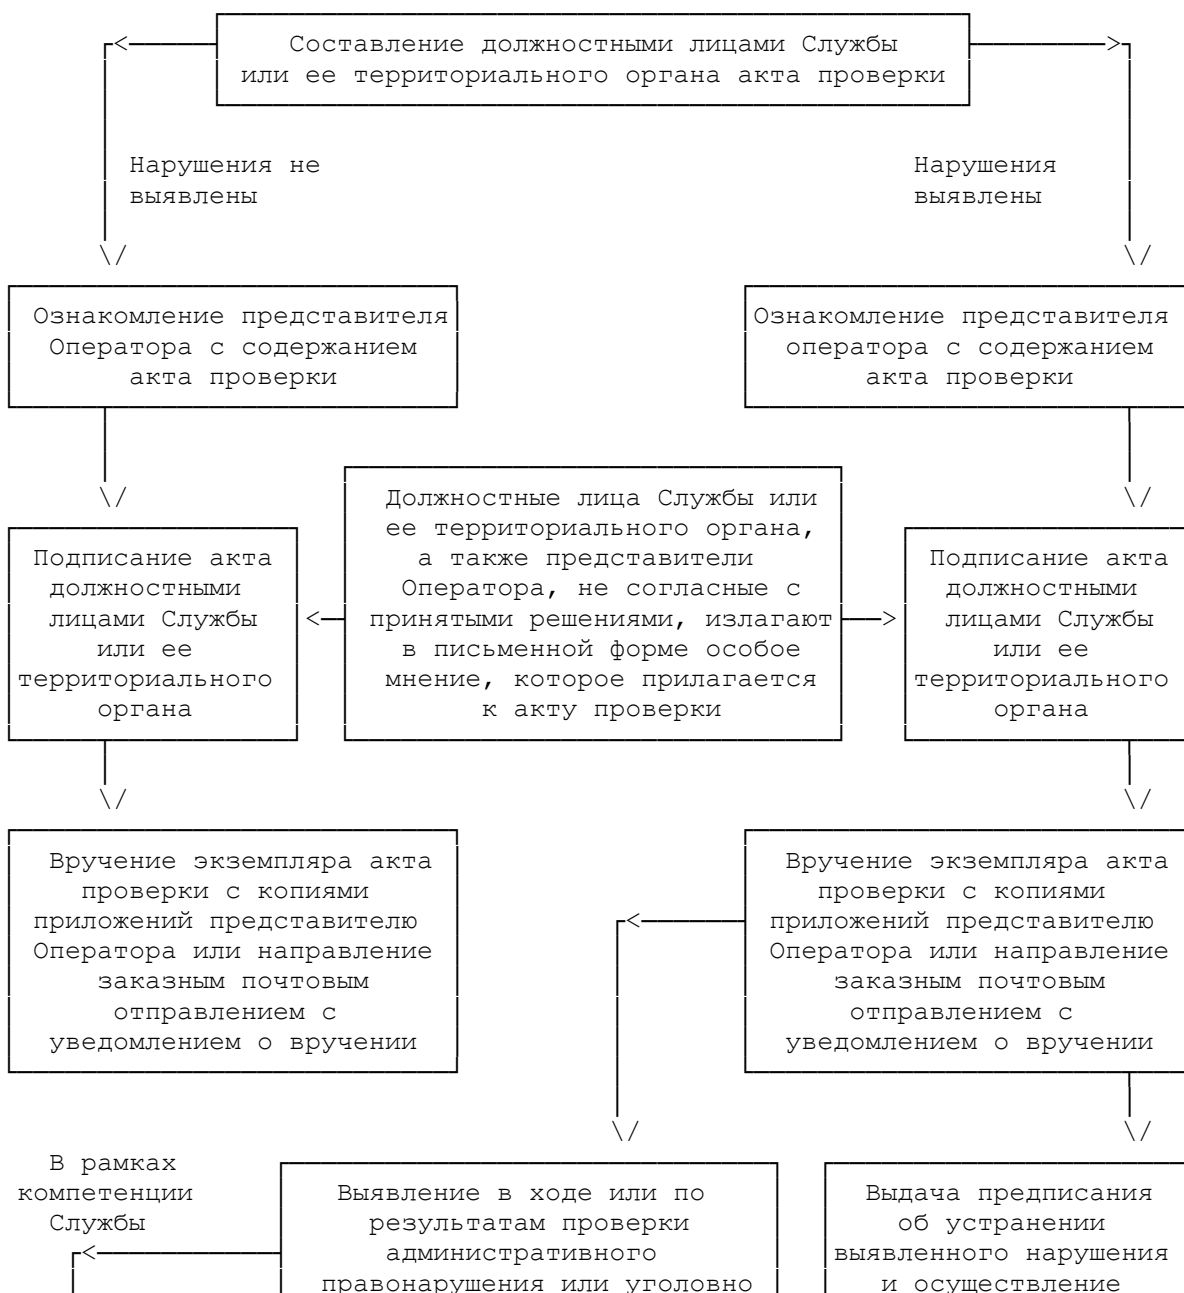 Составление должностными лицами Службы
или ее территориального органа акта проверки
Нарушения не
выявлены
Нарушения
выявлены
Ознакомление представителя
Оператора с содержанием
акта проверки
Ознакомление представителя
оператора с содержанием
акта проверки
Подписание акта
должностными
лицами Службы
или ее
территориального
органа
Должностные лица Службы или
ее территориального органа,
а также представители
Оператора, не согласные с
принятыми решениями, излагают
в письменной форме особое
мнение, которое прилагается
к акту проверки
Подписание акта
должностными
лицами Службы
или ее
территориального
органа
Вручение экземпляра акта
проверки с копиями
приложений представителю
Оператора или направление
заказным почтовым
отправлением с
уведомлением о вручении
Вручение экземпляра акта
проверки с копиями
приложений представителю
Оператора или направление
заказным почтовым
отправлением с
уведомлением о вручении
В рамках
компетенции
Службы
Выявление в ходе или по
результатам проверки
административного
правонарушения или уголовно
Выдача предписания
об устранении
выявленного нарушения
и осуществление